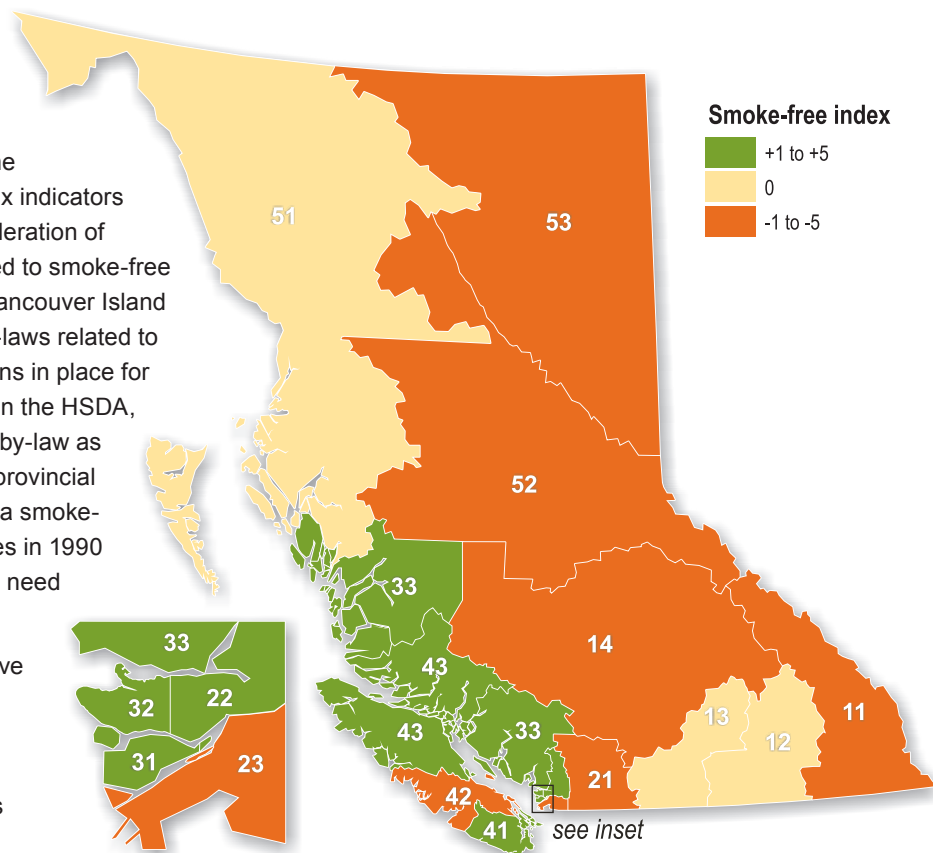 ne
x indicators
leration of
ed to smoke-free
ancouver Island
-laws related to
ns in place for
n the HSDA,
by-law as
provincial
a smoke-
es in 1990
need
ve
s
Smoke-free index
+1 to +5
0
-1 to -5
51
53
52
33
14
43
13
11
43
33
12
21
42
41
see inset
33
32
22
31
23